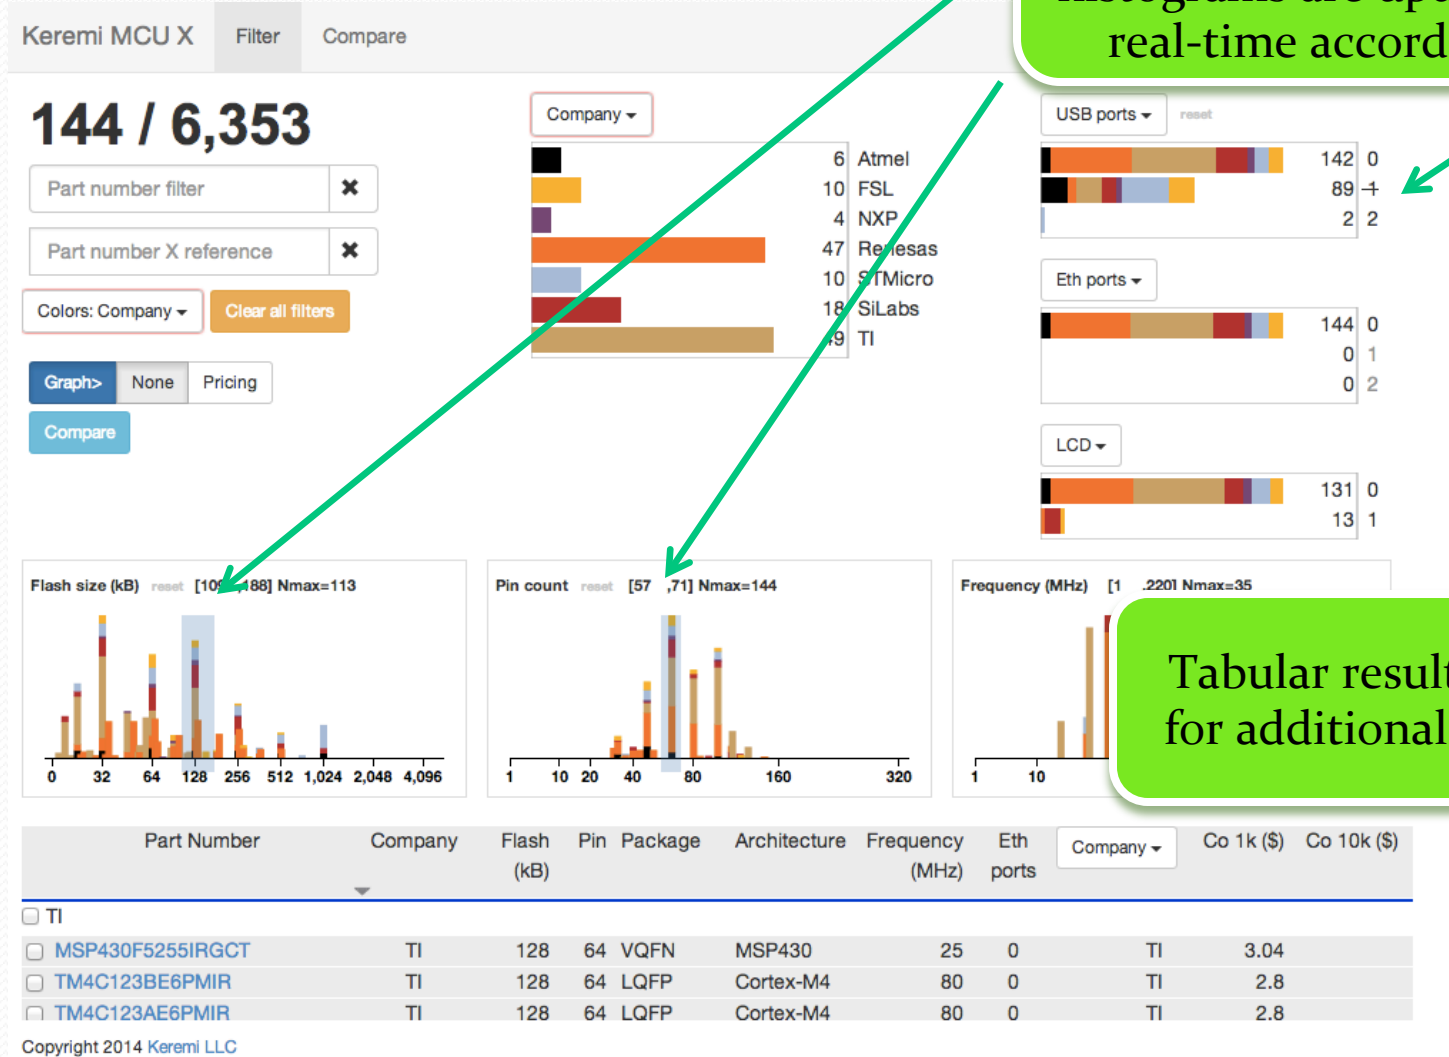 histograms are
real-time accord
Keremi MCU X Filter Compare
144 / 6,353
Part number filter ✖
Part number X reference ✖
Colors: Company Clear all filters
Graph> None Pricing
Compare
Company
6 Atmel
10 FSL
4 NXP
47 Renesas
10 STMicro
18 SiLabs
49 TI
USB ports reset
142 0
89 1
2 2
Eth ports
144 0
0 1
0 2
LCD
131 0
13 1
Flash size (kB) reset [109 ,188] Nmax=113
0 32 64 128 256 512 1,024 2,048 4,096
Pin count reset [57 ,71] Nmax=144
1 10 20 40 80 160 320
Frequency (MHz) [1 ,220] Nmax=35
1 10
Tabular result
for additional
Part Number Company Flash (kB) Pin Package Architecture Frequency (MHz) Eth ports Company Co 1k ($) Co 10k ($)
TI
MSP430F5255IRGCT TI 128 64 VQFN MSP430 25 0 TI 3.04
TM4C123BE6PMIR TI 128 64 LQFP Cortex-M4 80 0 TI 2.8
TM4C123AE6PMIR TI 128 64 LQFP Cortex-M4 80 0 TI 2.8
Copyright 2014 Keremi LLC